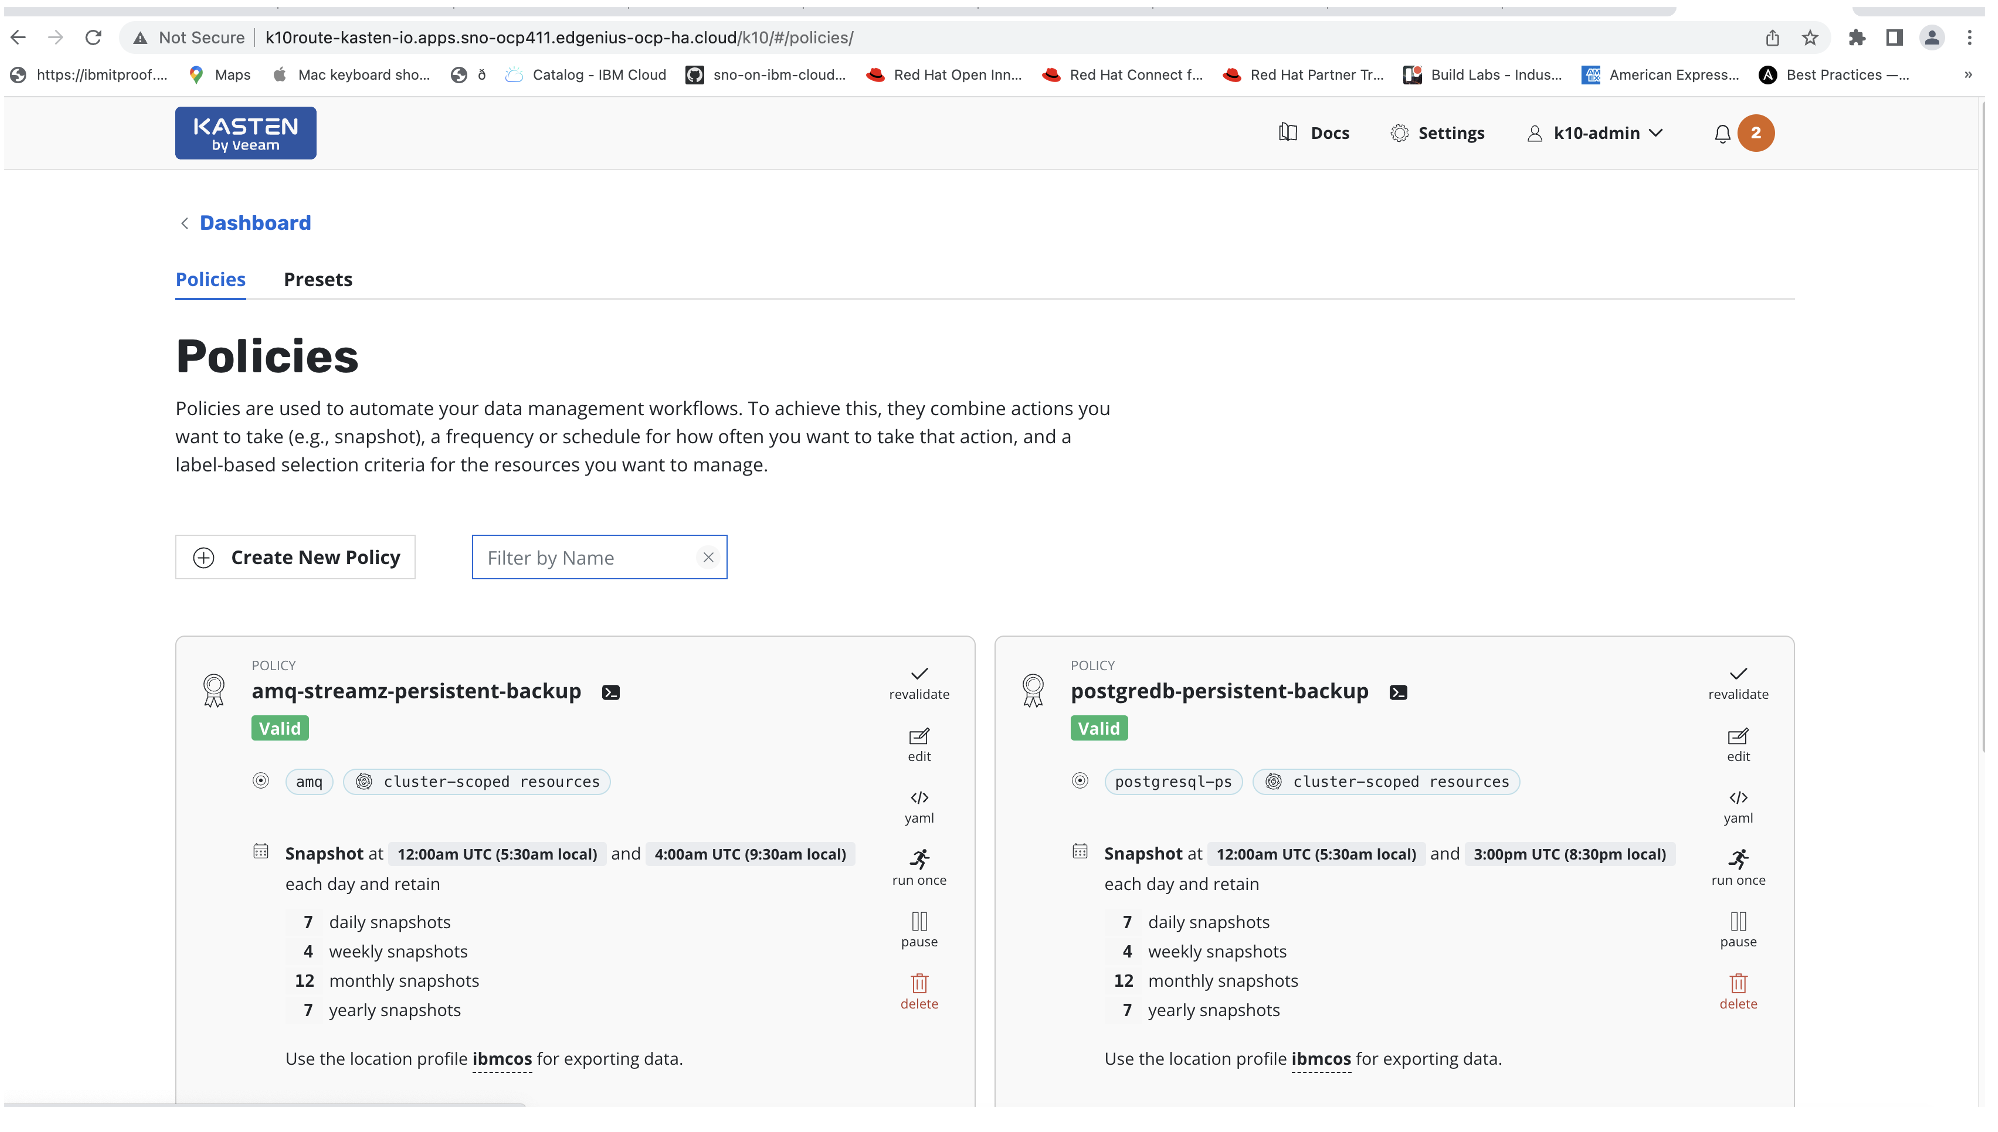 Not Secure
k10route-kasten-io.apps.sno-ocp411.edgenius-ocp-ha.cloud/k10/#/policies/
https://ibmitproof....
Maps
Mac keyboard sho...
ð
Catalog - IBM Cloud
sno-on-ibm-cloud...
Red Hat Open Inn...
Red Hat Connect f...
Red Hat Partner Tr...
Build Labs - Indus...
American Express...
Best Practices —...
»
KASTEN
by veeam
Docs
Settings
k10-admin
2
Dashboard
Policies
Presets
Policies
Policies are used to automate your data management workflows. To achieve this, they combine actions you
want to take (e.g., snapshot), a frequency or schedule for how often you want to take that action, and a
label-based selection criteria for the resources you want to manage.
Create New Policy
Filter by Name
POLICY
amq-streamz-persistent-backup
Valid
amq
cluster-scoped resources
Snapshot at 12:00am UTC (5:30am local) and 4:00am UTC (9:30am local)
each day and retain
7 daily snapshots
4 weekly snapshots
12 monthly snapshots
7 yearly snapshots
Use the location profile ibmcos for exporting data.
revalidate
edit
yaml
run once
pause
delete
POLICY
postgredb-persistent-backup
Valid
postgresql-ps
cluster-scoped resources
Snapshot at 12:00am UTC (5:30am local) and 3:00pm UTC (8:30pm local)
each day and retain
7 daily snapshots
4 weekly snapshots
12 monthly snapshots
7 yearly snapshots
Use the location profile ibmcos for exporting data.
revalidate
edit
yaml
run once
pause
delete